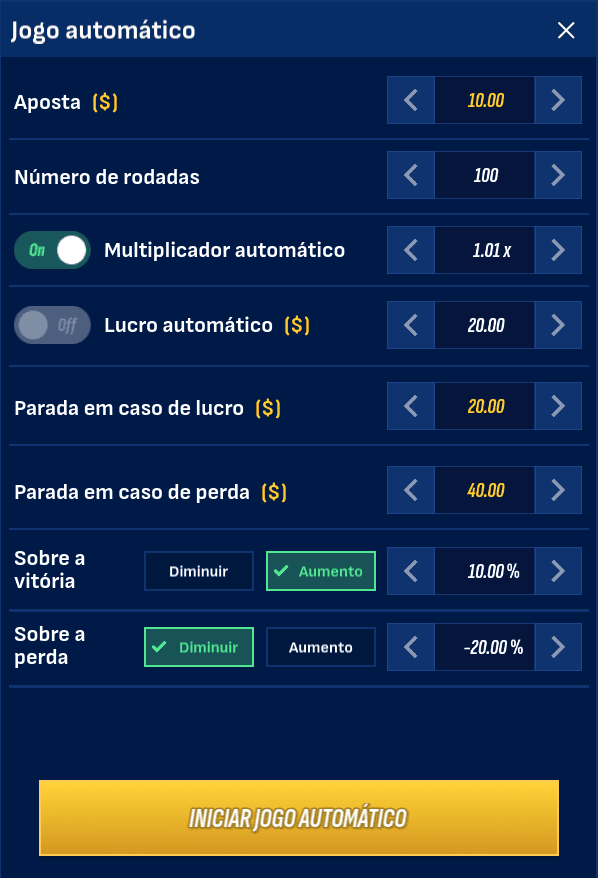 Jogo automático
Aposta ($) 10.00
Número de rodadas 100
On Multiplicador automático 1.01 x
Off Lucro automático ($) 20.00
Parada em caso de lucro ($) 20.00
Parada em caso de perda ($) 40.00
Sobre a
vitória
Diminuir Aumento 10.00 %
Sobre a
perda
Diminuir Aumento -20.00 %
INICIAR JOGO AUTOMÁTICO